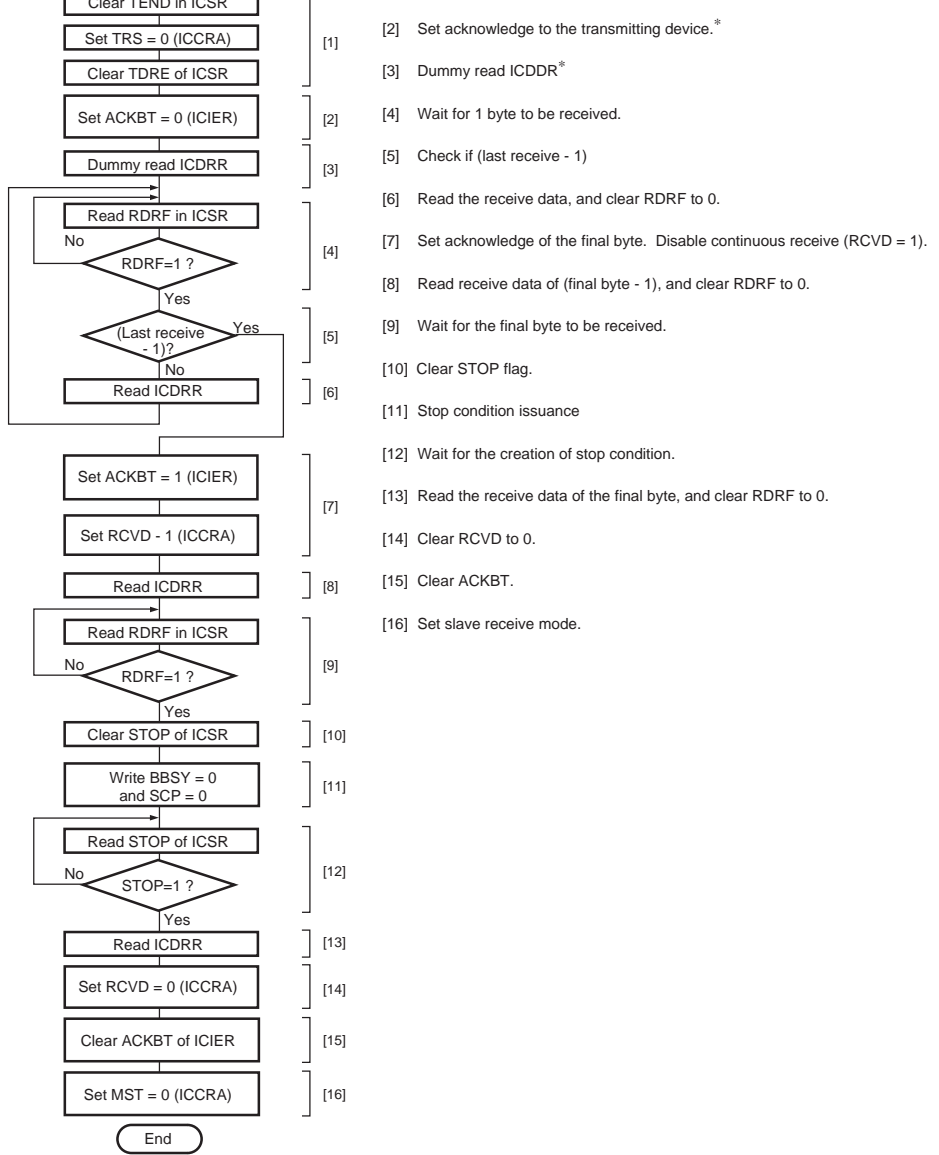 Clear TEND in ICSR
Set TRS = 0 (ICCRA)
Clear TDRE of ICSR
[1]
Set ACKBT = 0 (ICIER)
[2]
Dummy read ICDRR
[3]
Read RDRF in ICSR
No
RDRF=1 ?
[4]
Yes
(Last receive
- 1)?
Yes
[5]
No
Read ICDRR
[6]
Set ACKBT = 1 (ICIER)
[7]
Set RCVD - 1 (ICCRA)
Read ICDRR
[8]
Read RDRF in ICSR
No
RDRF=1 ?
[9]
Yes
Clear STOP of ICSR
[10]
Write BBSY = 0
and SCP = 0
[11]
Read STOP of ICSR
No
STOP=1 ?
[12]
Yes
Read ICDRR
[13]
Set RCVD = 0 (ICCRA)
[14]
Clear ACKBT of ICIER
[15]
Set MST = 0 (ICCRA)
[16]
End
[2] Set acknowledge to the transmitting device.*
[3] Dummy read ICDDR*
[4] Wait for 1 byte to be received.
[5] Check if (last receive - 1)
[6] Read the receive data, and clear RDRF to 0.
[7] Set acknowledge of the final byte. Disable continuous receive (RCVD = 1).
[8] Read receive data of (final byte - 1), and clear RDRF to 0.
[9] Wait for the final byte to be received.
[10] Clear STOP flag.
[11] Stop condition issuance
[12] Wait for the creation of stop condition.
[13] Read the receive data of the final byte, and clear RDRF to 0.
[14] Clear RCVD to 0.
[15] Clear ACKBT.
[16] Set slave receive mode.